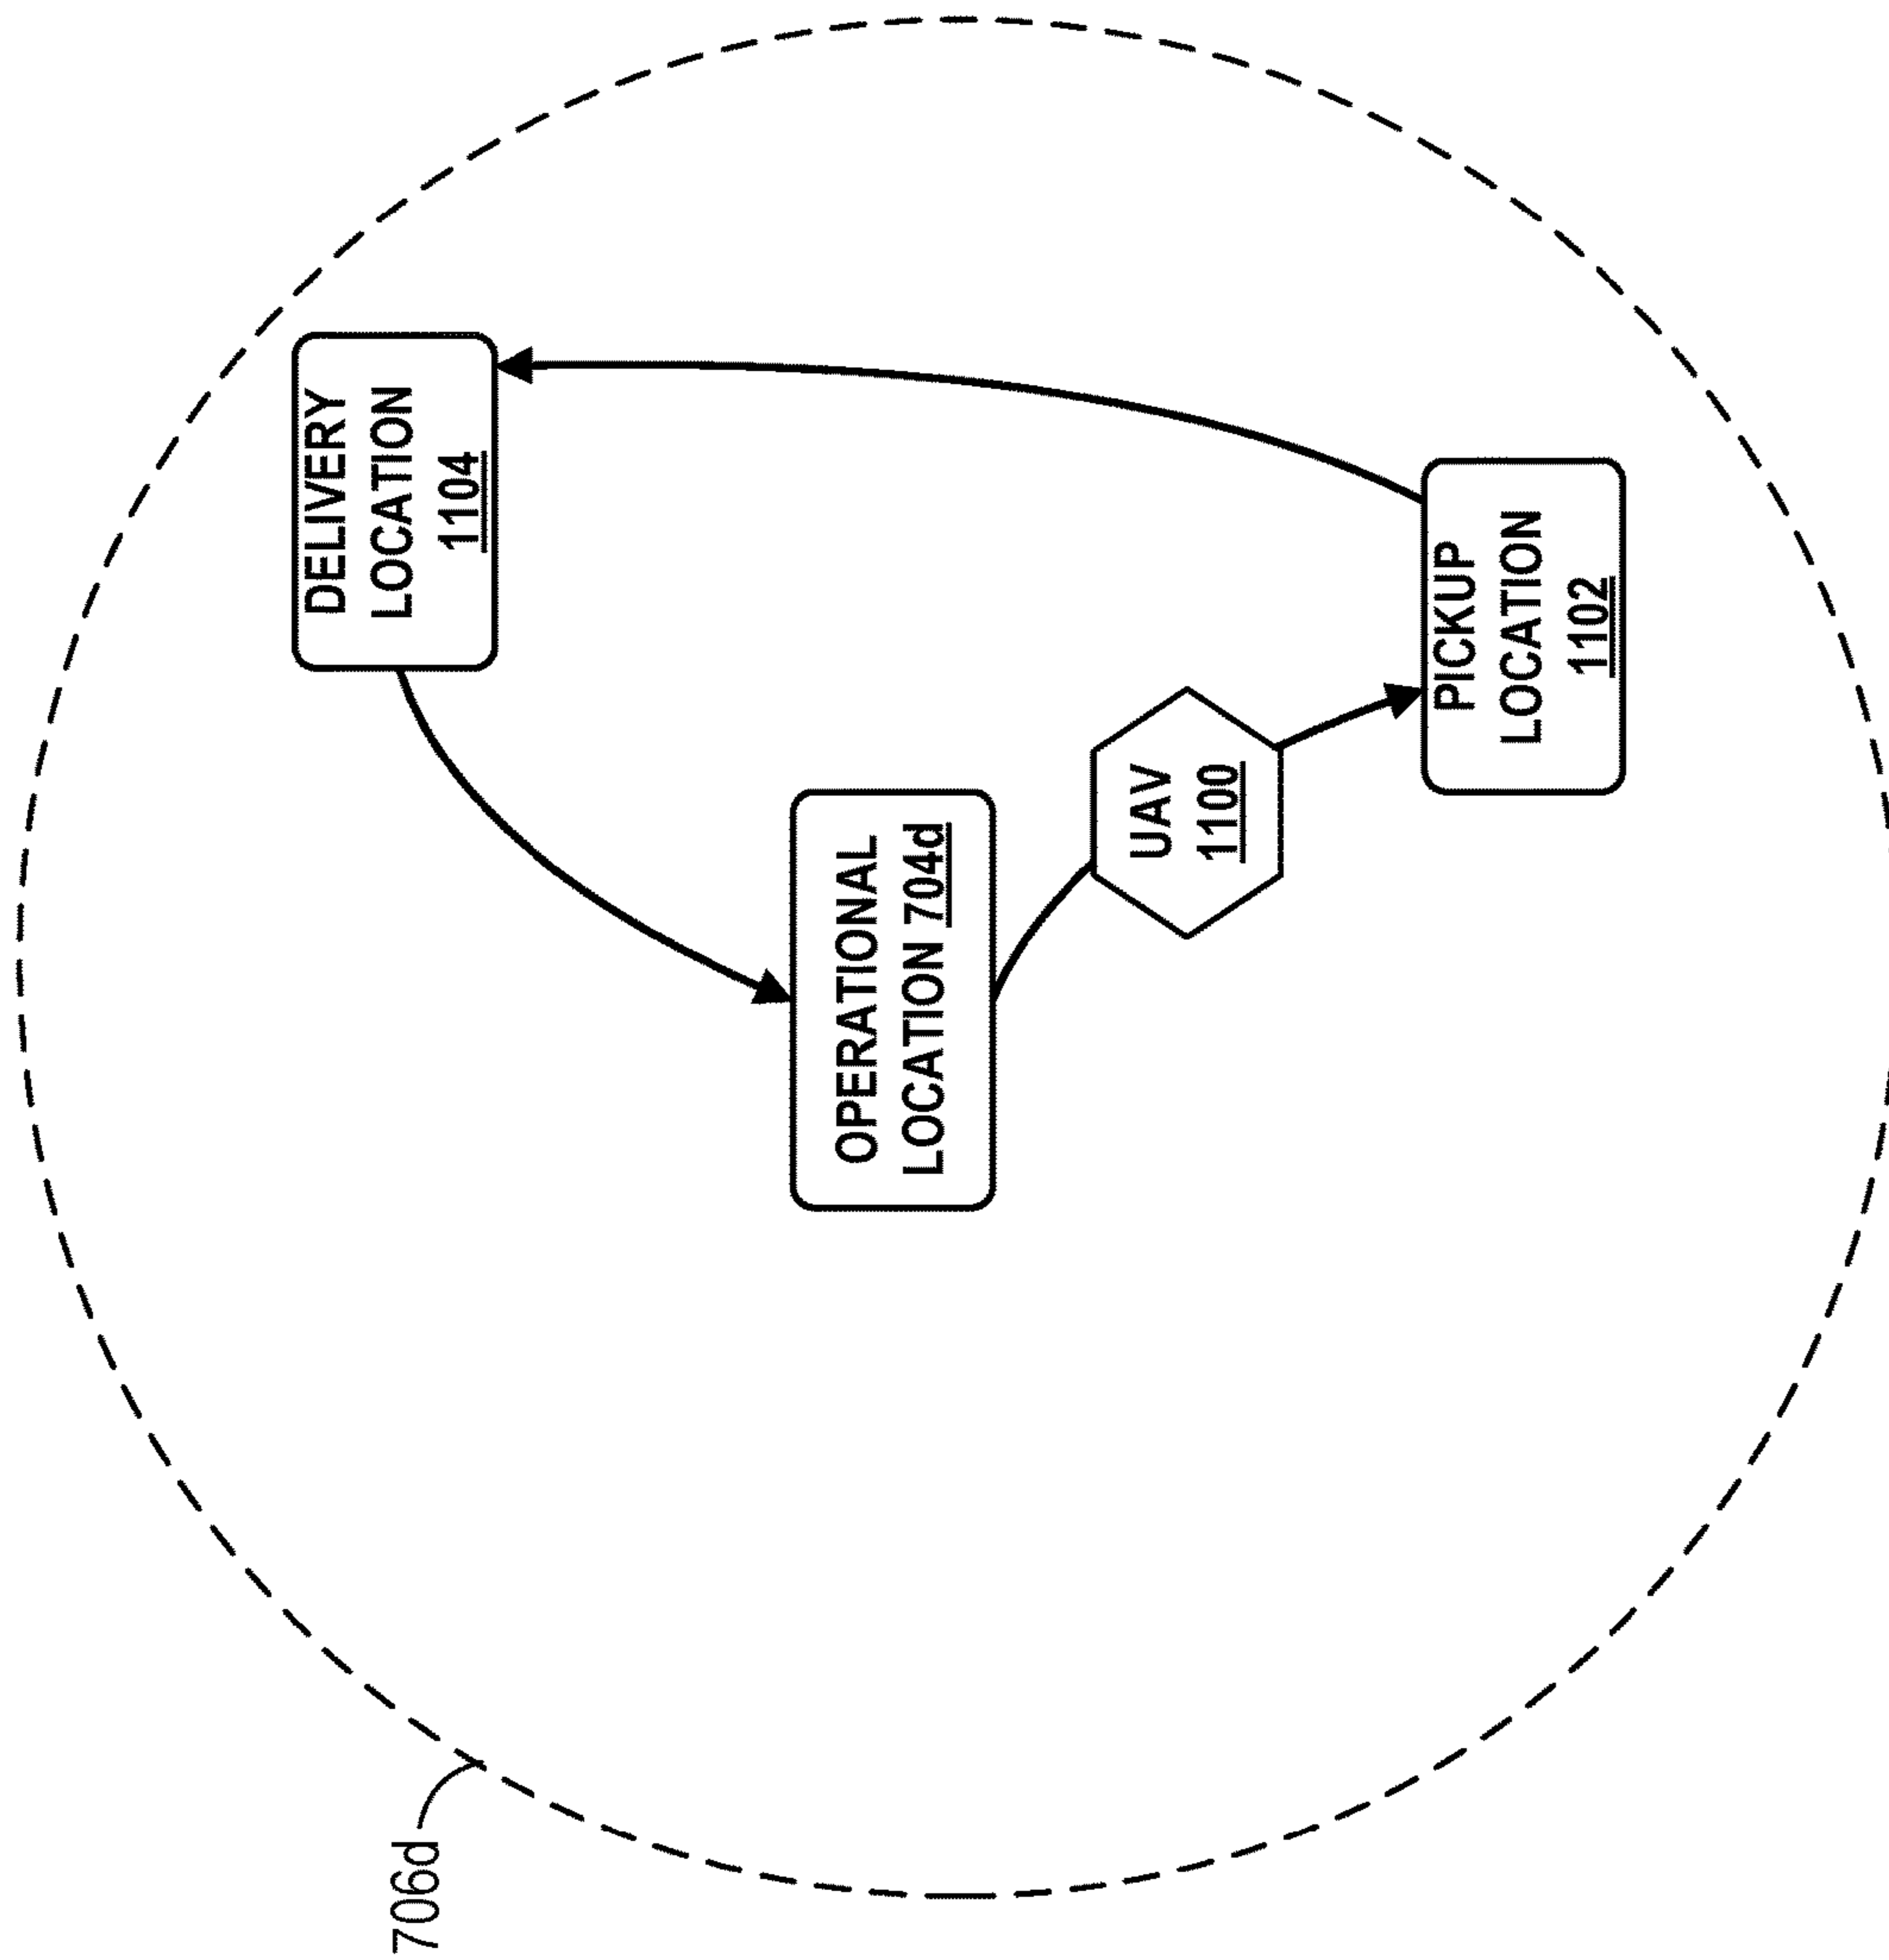 706d
OPERATIONAL
LOCATION 704d
UAV
1100
DELIVERY
LOCATION
1104
PICKUP
LOCATION
1102